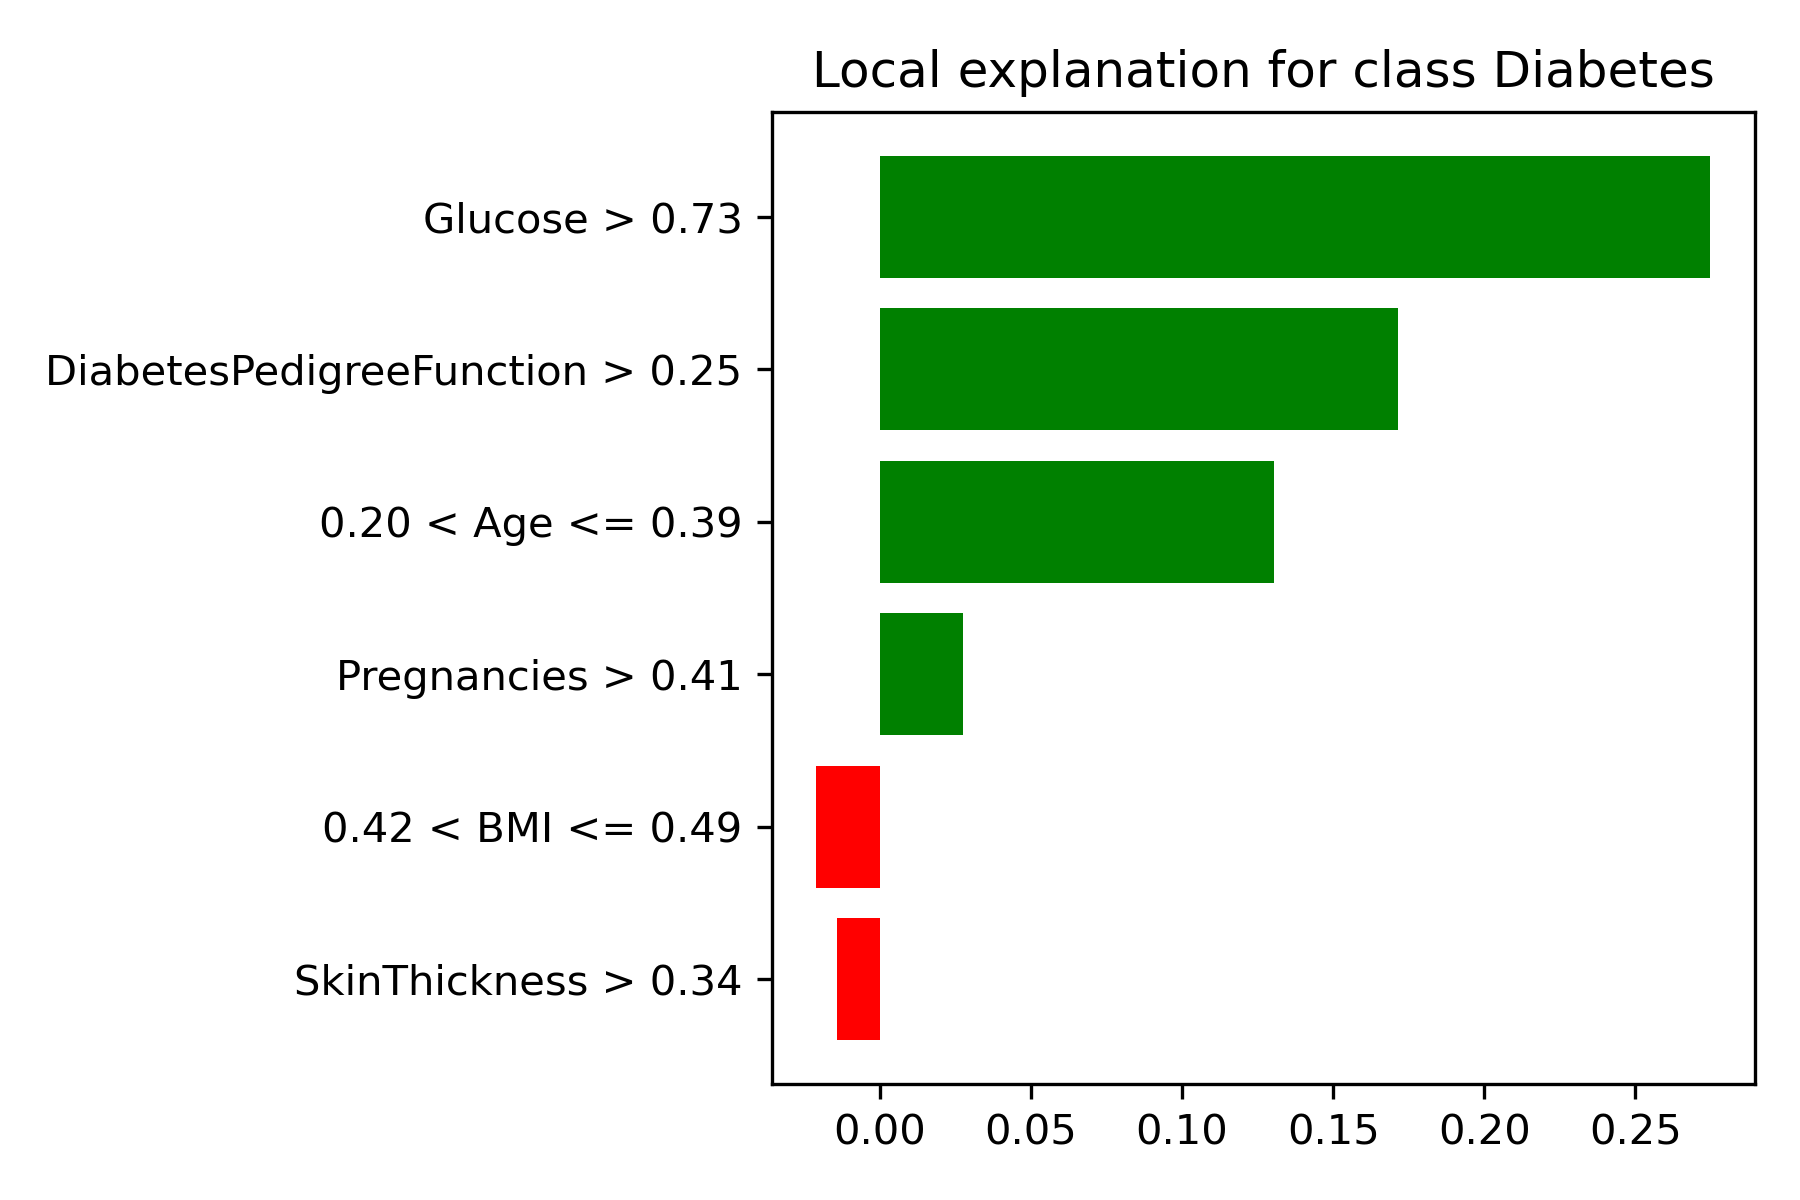 Local explanation for class Diabetes
Glucose > 0.73
DiabetesPedigreeFunction > 0.25
0.20 < Age <= 0.39
Pregnancies > 0.41
0.42 < BMI <= 0.49
SkinThickness > 0.34
0.00 0.05 0.10 0.15 0.20 0.25